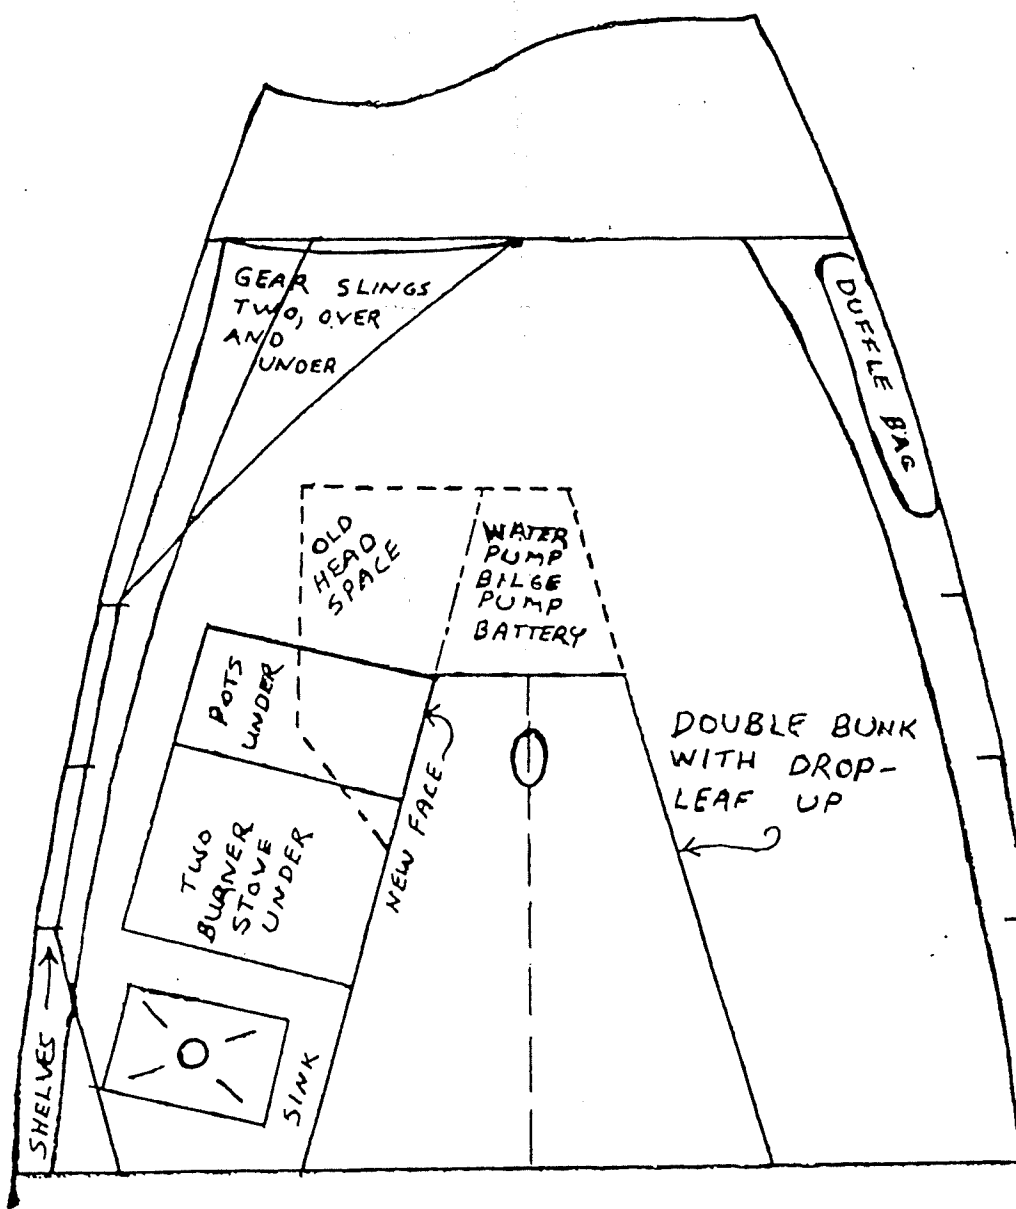 GEAR SLINGS
TWO, OVER
AND
UNDER
DUFFLE BAG
OLD
HEAD
SPACE
WATER
PUMP
BILGE
PUMP
BATTERY
POTS
UNDER
NEW FACE
DOUBLE BUNK
WITH DROP-
LEAF UP
TWO
BURNER
STOVE
UNDER
SHELVES
SINK